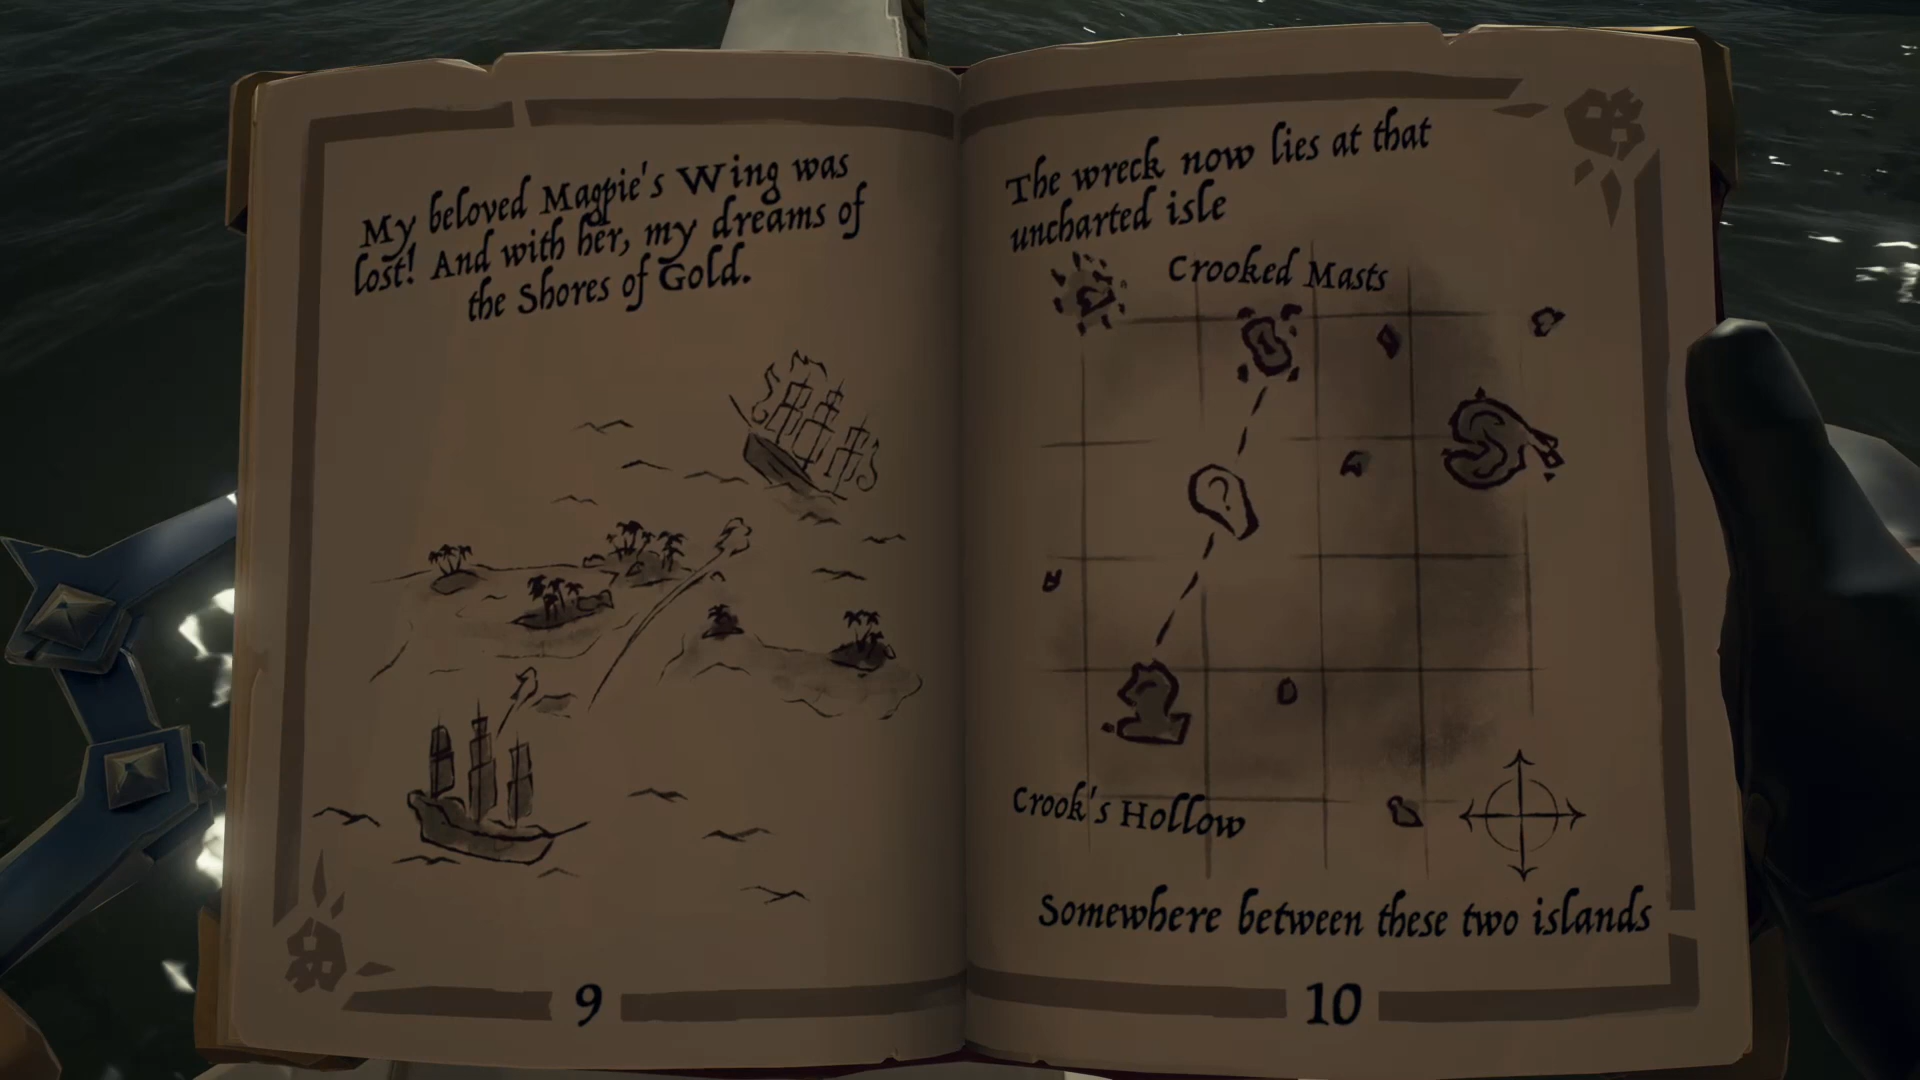 My beloved Magpie's Wing was
lost! And with her, my dreams of
the Shores of Gold.
9
The wreck now lies at that
uncharted isle
Crooked Masts
?
Crook's Hollow
Somewhere between these two islands
10